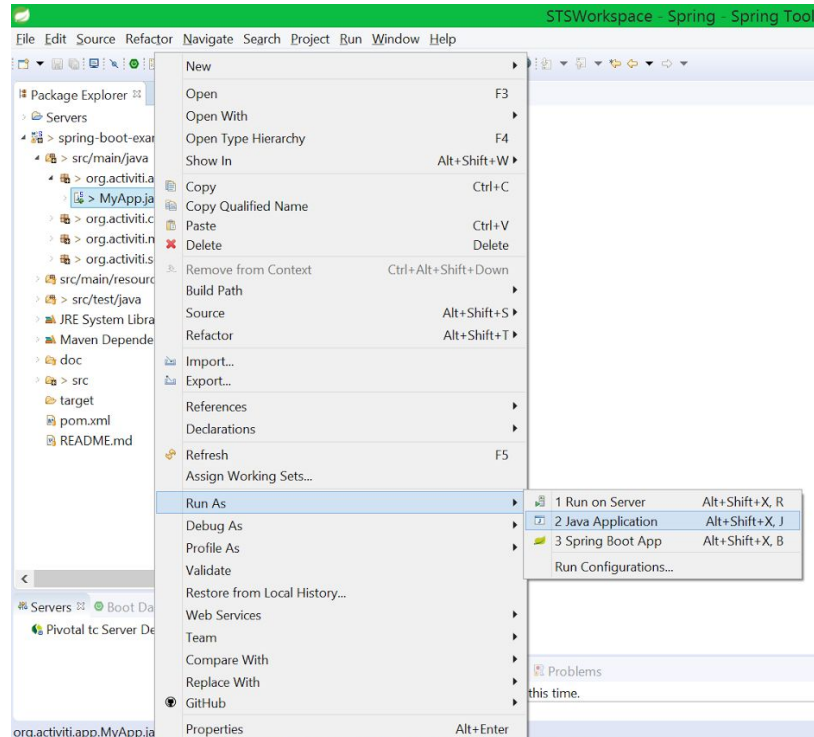 STSWorkspace - Spring - Spring Tool
File Edit Source Refactor Navigate Search Project Run Window Help
Package Explorer
> Servers
> spring-boot-exar
> src/main/java
> org.activiti.a
> MyApp.ja
> org.activiti.c
> org.activiti.n
> org.activiti.s
src/main/resourc
> src/test/java
JRE System Libra
Maven Depende
doc
> src
target
pom.xml
README.md
New
Open F3
Open With
Open Type Hierarchy F4
Show In Alt+Shift+W
Copy Ctrl+C
Copy Qualified Name
Paste Ctrl+V
Delete Delete
Remove from Context Ctrl+Alt+Shift+Down
Build Path
Source Alt+Shift+S
Refactor Alt+Shift+T
Import...
Export...
References
Declarations
Refresh F5
Assign Working Sets...
Run As
Debug As
Profile As
Validate
Restore from Local History...
Web Services
Team
Compare With
Replace With
GitHub
Properties Alt+Enter
1 Run on Server Alt+Shift+X, R
2 Java Application Alt+Shift+X, J
3 Spring Boot App Alt+Shift+X, B
Run Configurations...
Servers Boot Da
Pivotal tc Server De
Problems
this time.
org.activiti.app.MyApp.ja